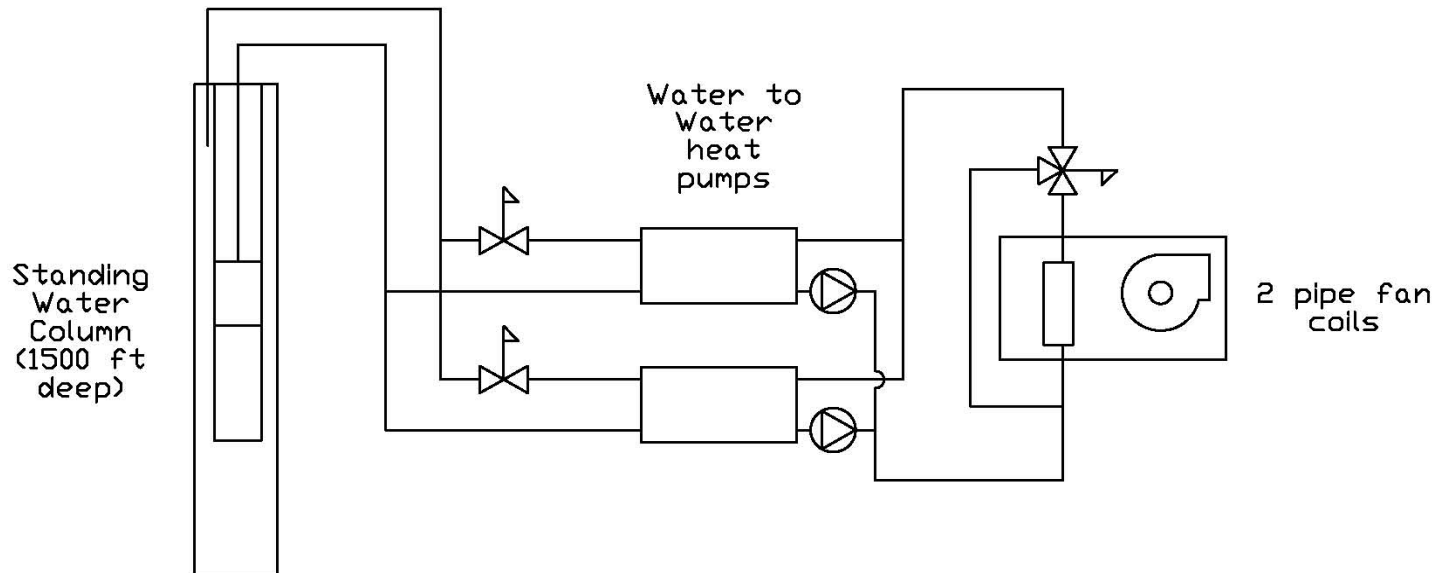 Water to
Water
heat
pumps
Standing
Water
Column
(1500 ft
deep)
2 pipe fan
coils